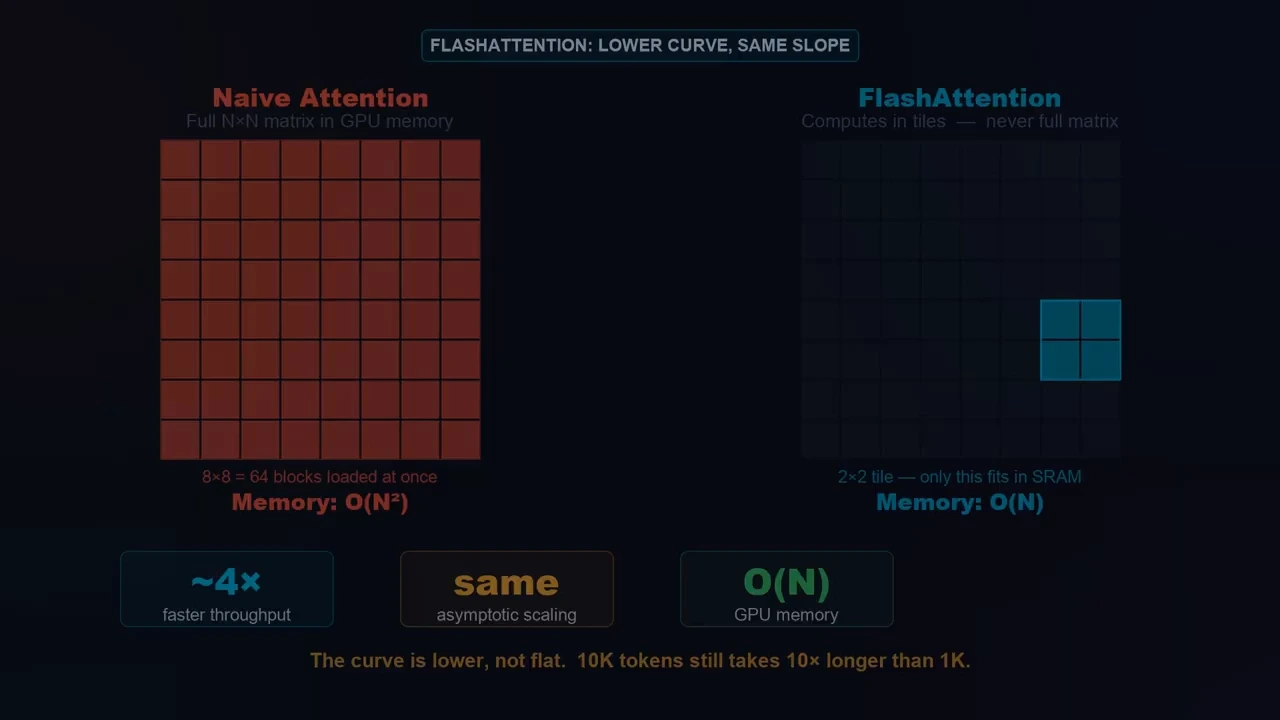 FLASHATTENTION: LOWER CURVE, SAME SLOPE
Naive Attention
Full N×N matrix in GPU memory
8×8 = 64 blocks loaded at once
Memory: O(N²)
FlashAttention
Computes in tiles — never full matrix
2×2 tile — only this fits in SRAM
Memory: O(N)
~4×
faster throughput
same
asymptotic scaling
O(N)
GPU memory
The curve is lower, not flat. 10K tokens still takes 10× longer than 1K.